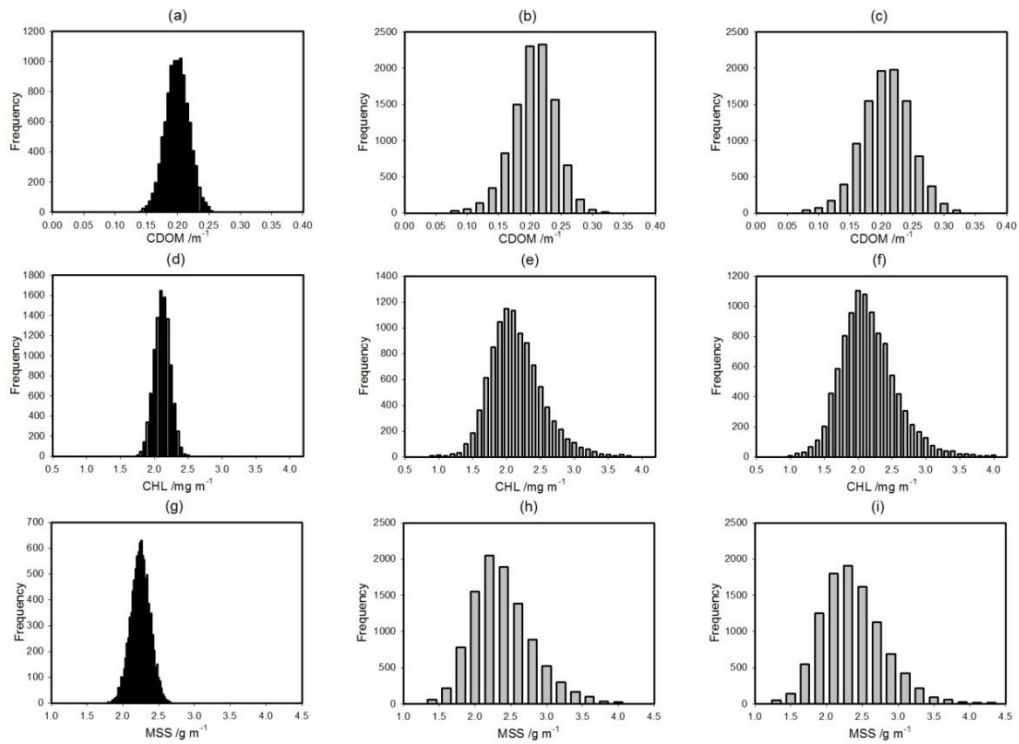 (a)
Frequency
1200
1000
800
600
400
200
0
0.00 0.05 0.10 0.15 0.20 0.25 0.30 0.35 0.40
CDOM /m⁻¹
(b)
Frequency
2500
2000
1500
1000
500
0
0.00 0.05 0.10 0.15 0.20 0.25 0.30 0.35 0.40
CDOM /m⁻¹
(c)
Frequency
2500
2000
1500
1000
500
0
0.00 0.05 0.10 0.15 0.20 0.25 0.30 0.35 0.40
CDOM /m⁻¹
(d)
Frequency
1800
1600
1400
1200
1000
800
600
400
200
0
0.5 1.0 1.5 2.0 2.5 3.0 3.5 4.0
CHL /mg m⁻¹
(e)
Frequency
1400
1200
1000
800
600
400
200
0
0.5 1.0 1.5 2.0 2.5 3.0 3.5 4.0
CHL /mg m⁻¹
(f)
Frequency
1200
1000
800
600
400
200
0
0.5 1.0 1.5 2.0 2.5 3.0 3.5 4.0
CHL /mg m⁻¹
(g)
Frequency
700
600
500
400
300
200
100
0
1.0 1.5 2.0 2.5 3.0 3.5 4.0 4.5
MSS /g m⁻¹
(h)
Frequency
2500
2000
1500
1000
500
0
1.0 1.5 2.0 2.5 3.0 3.5 4.0 4.5
MSS /g m⁻¹
(i)
Frequency
2500
2000
1500
1000
500
0
1.0 1.5 2.0 2.5 3.0 3.5 4.0 4.5
MSS /g m⁻¹